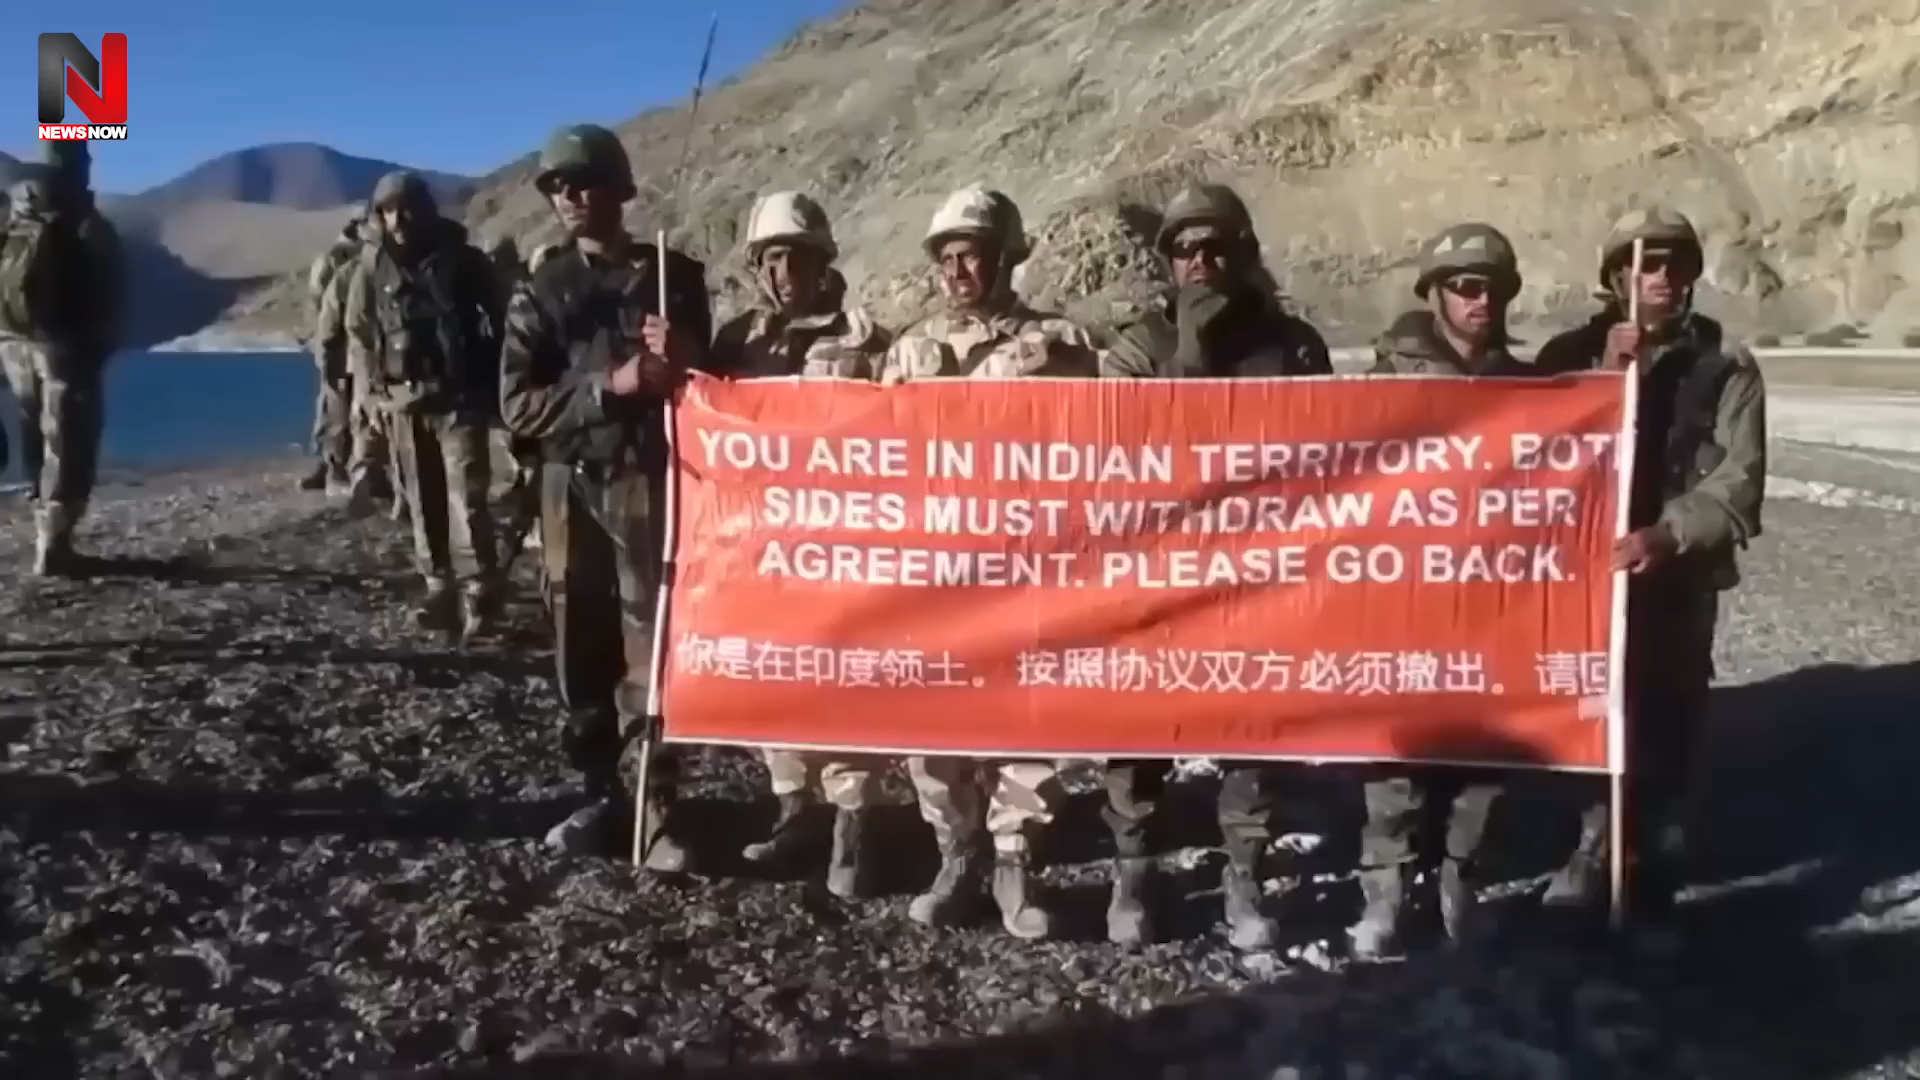 NEWSNOW
YOU ARE IN INDIAN TERRITORY. BOTH
SIDES MUST WITHDRAW AS PER
AGREEMENT. PLEASE GO BACK.
你是在印度领土。按照协议双方必须撤出。请回